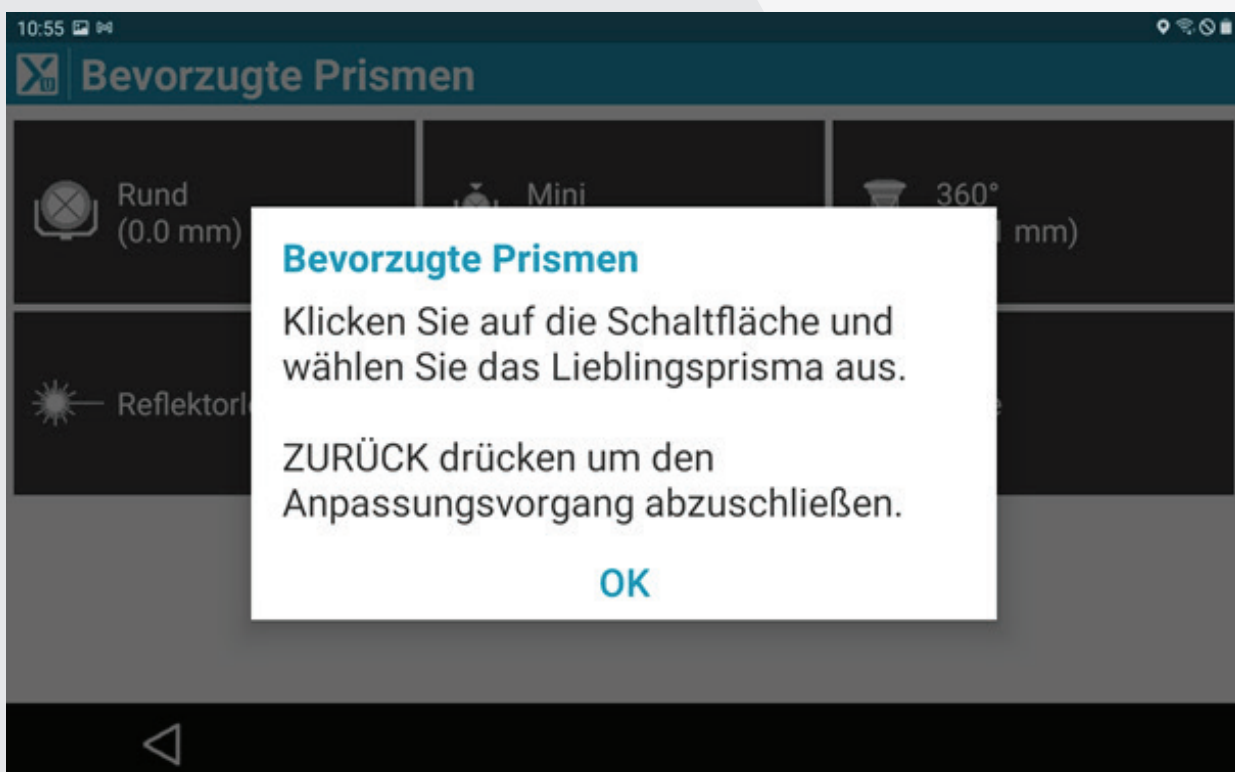 10:55
Bevorzugte Prismen
Rund
(0.0 mm)
Mini
360°
mm)
Bevorzugte Prismen
Klicken Sie auf die Schaltfläche und
wählen Sie das Lieblingsprisma aus.
ZURÜCK drücken um den
Anpassungsvorgang abzuschließen.
OK